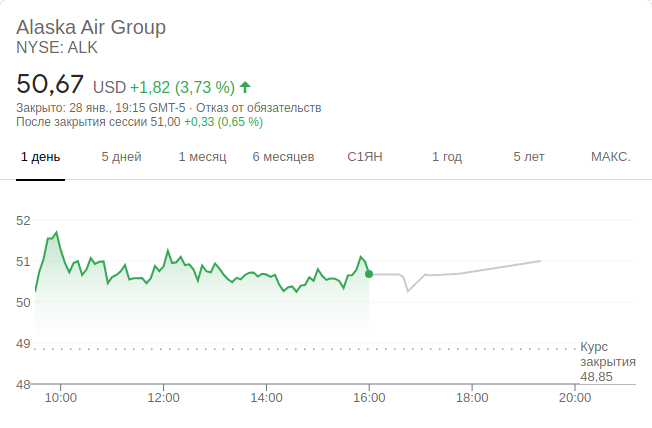 Alaska Air Group
NYSE: ALK
50,67 USD +1,82 (3,73 %)
Закрыто: 28 янв., 19:15 GMT-5 · Отказ от обязательств
После закрытия сессии 51,00 +0,33 (0,65 %)
1 день 5 дней 1 месяц 6 месяцев С1ЯН 1 год 5 лет МАКС.
52
51
50
49
48
Курс
закрытия
48,85
10:00 12:00 14:00 16:00 18:00 20:00